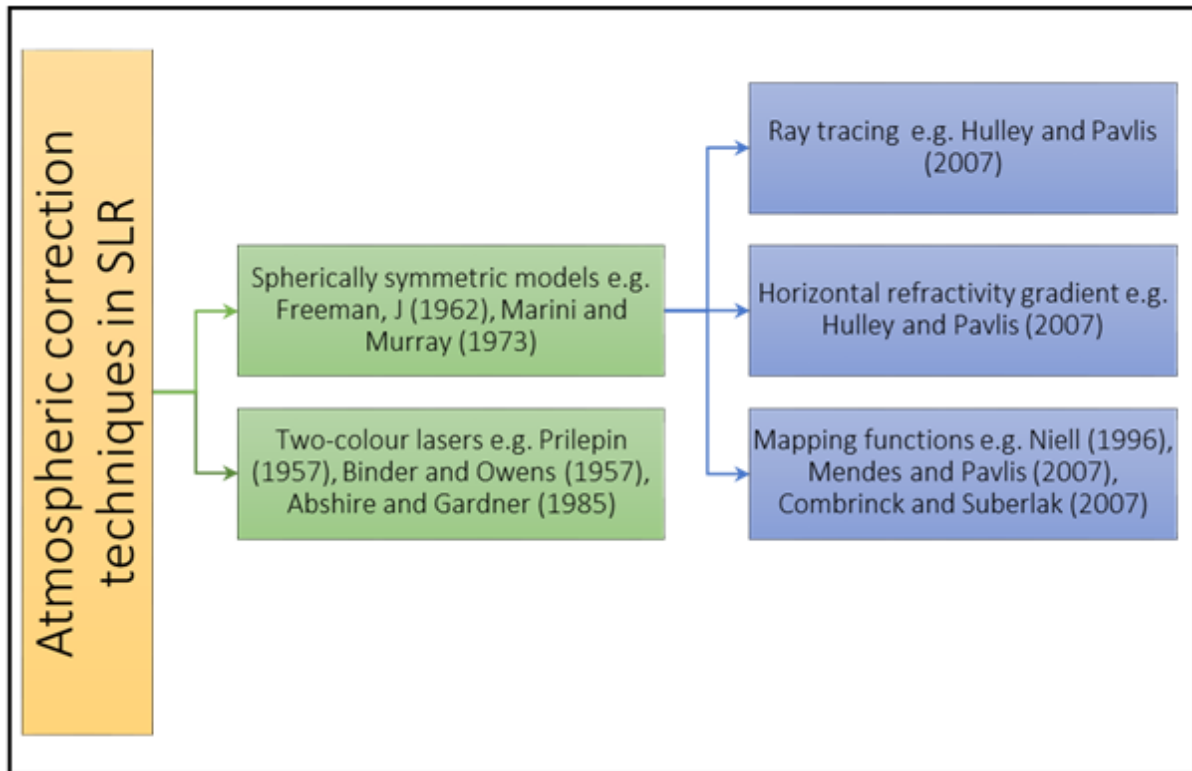 Atmospheric correction
techniques in SLR
Spherically symmetric models e.g.
Freeman, J (1962), Marini and
Murray (1973)
Two-colour lasers e.g. Prilepin
(1957), Binder and Owens (1957),
Abshire and Gardner (1985)
Ray tracing e.g. Hulley and Pavlis
(2007)
Horizontal refractivity gradient e.g.
Hulley and Pavlis (2007)
Mapping functions e.g. Niell (1996),
Mendes and Pavlis (2007),
Combrinck and Suberlak (2007)